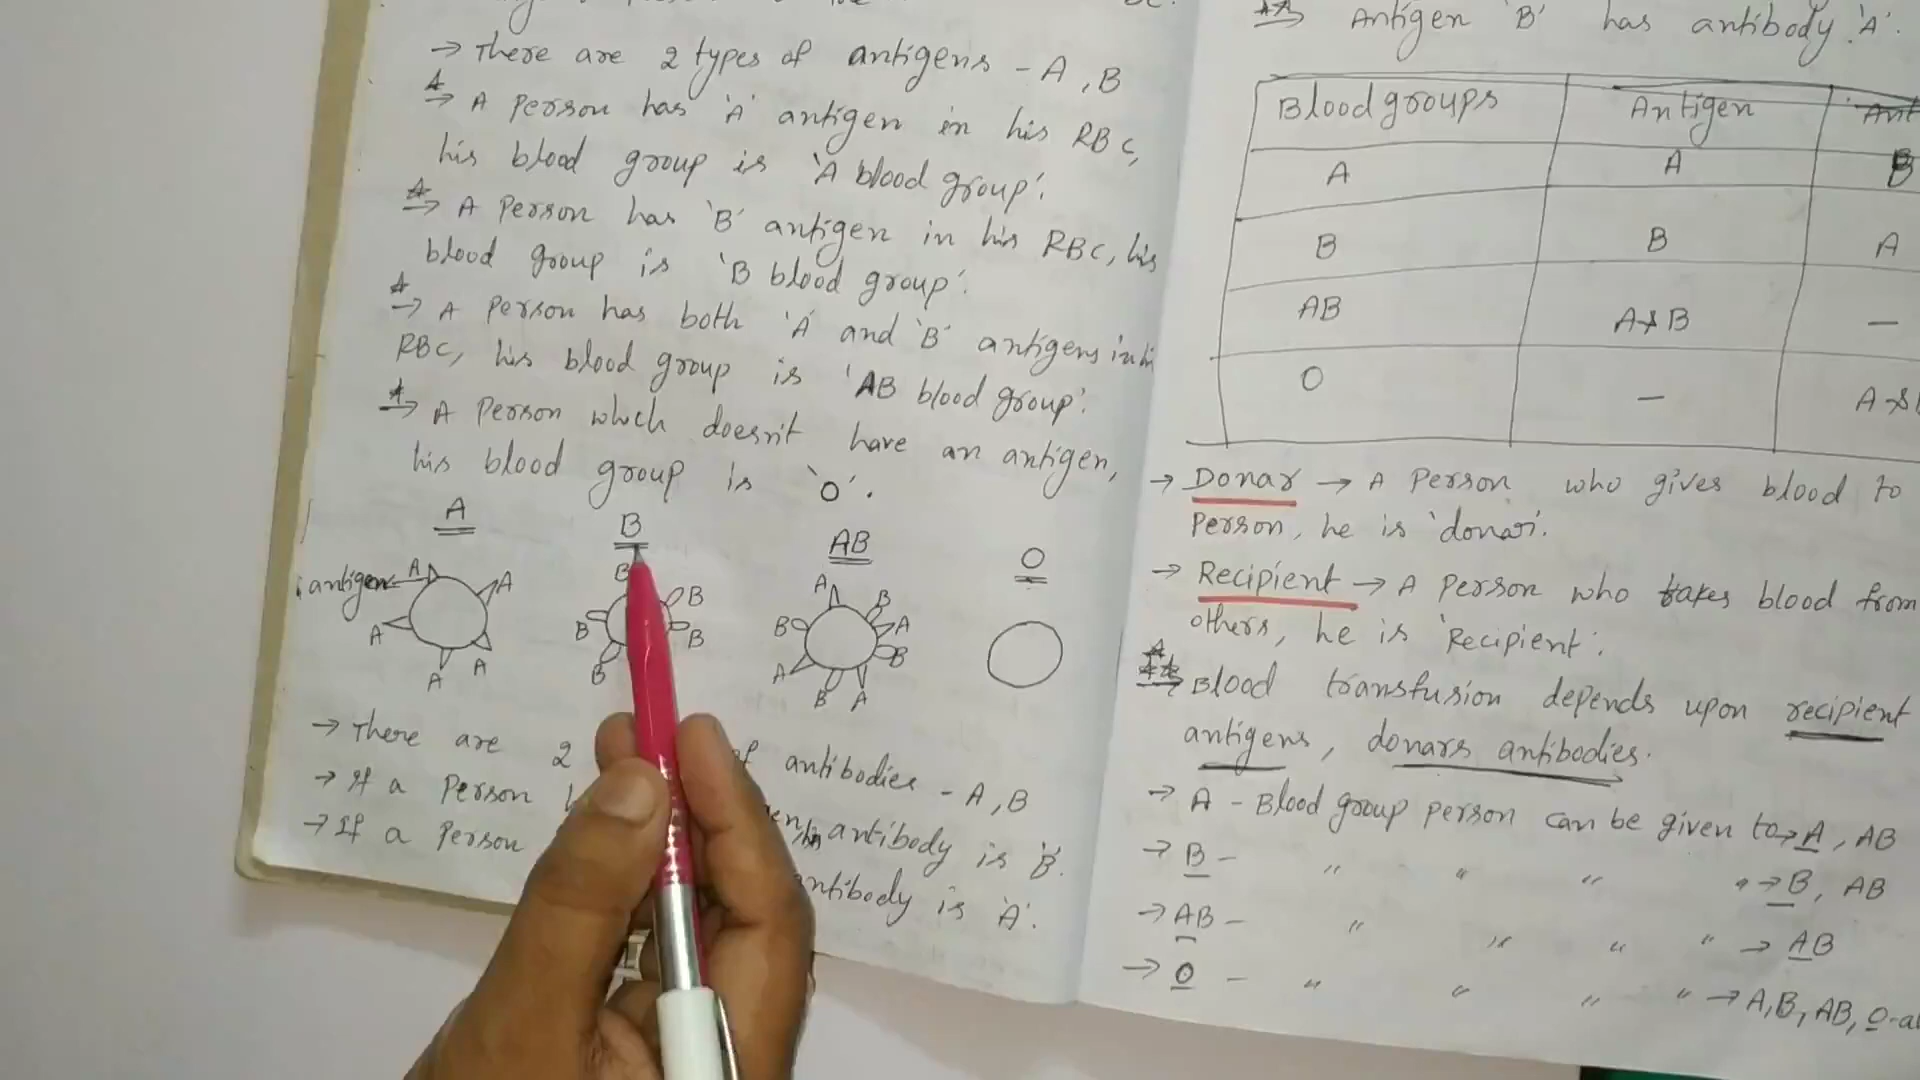 → There are 2 types of antigens - A, B
→ A person has 'A' antigen in his RBC,
his blood group is 'A blood group'.
→ A Person has 'B' antigen in his RBC, his
blood group is 'B blood group'.
→ A Person has both 'A' and 'B' antigens in
RBC, his blood group is 'AB blood group'.
→ A Person which doesn't have an antigen,
his blood group is 'O'.
A B AB O
antigen A A A A A
B B B B B
A B A B A B A B
→ There are 2 of antibodies - A, B
→ If a Person antibody is 'B'.
→ If a Person antibody is 'A'.
⇒ Antigen 'B' has antibody 'A'.
Blood groups Antigen Ant
A A B
B B A
AB A & B —
O — A &
→ Donar → A Person who gives blood to
Person, he is 'donar'.
→ Recipient → A Person who takes blood from
others, he is 'Recipient'.
→ Blood transfusion depends upon recipient
antigens, donars antibodies.
→ A - Blood group person can be given to → A, AB
→ B - " " " " → B, AB
→ AB - " " " " → AB
→ O - " " " " → A, B, AB, O